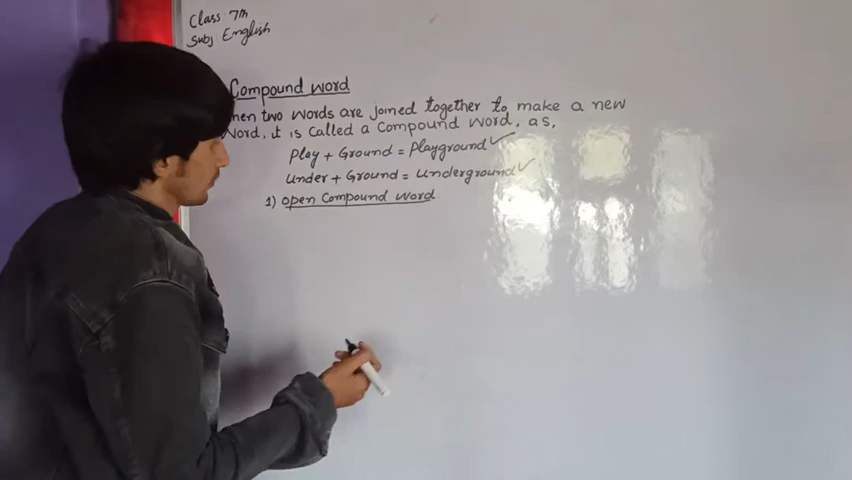 Class 7th
Subj English
Compound word
hen two words are joined together to make a new
word, it is called a compound word, as,
Play + Ground = Playground
Under + Ground = Underground
1) Open Compound Word